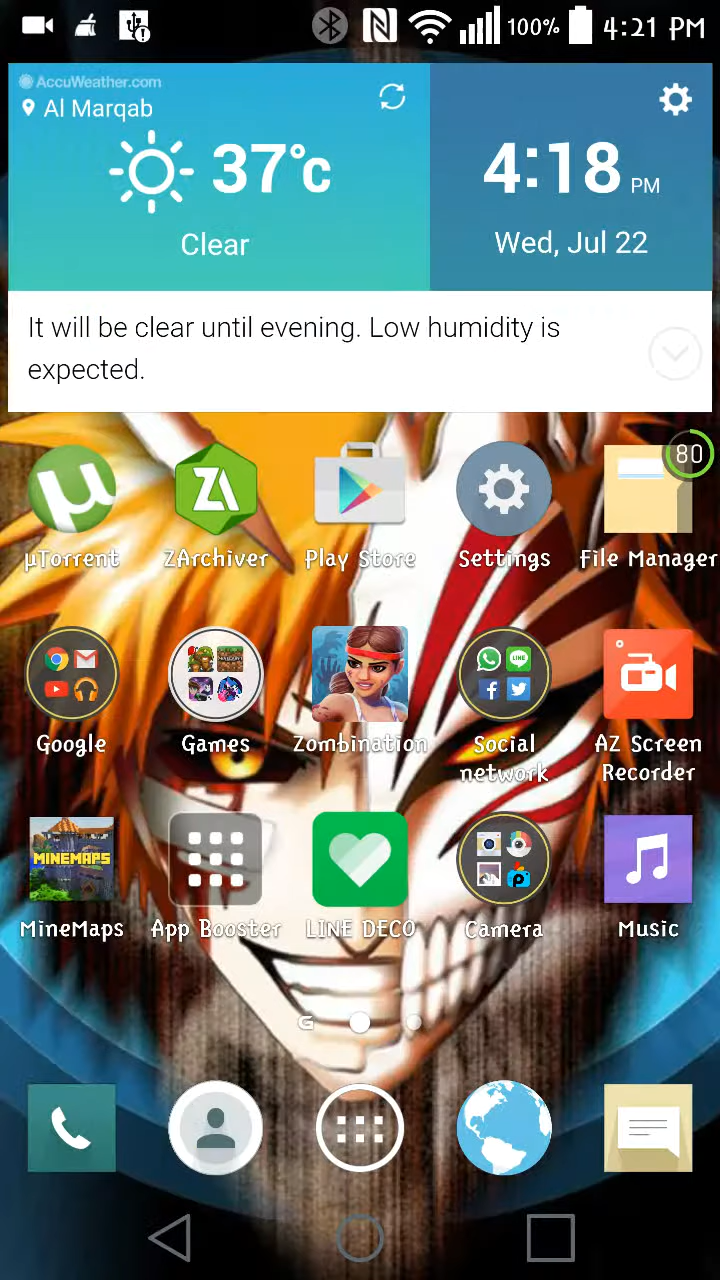 100% 4:21 PM
AccuWeather.com
Al Marqab
37°c
Clear
4:18 PM
Wed, Jul 22
It will be clear until evening. Low humidity is
expected.
80
µTorrent ZArchiver Play Store Settings File Manager
Google Games Zombination Social
network AZ Screen
Recorder
MINEMAPS
MineMaps App Booster LINE DECO Camera Music